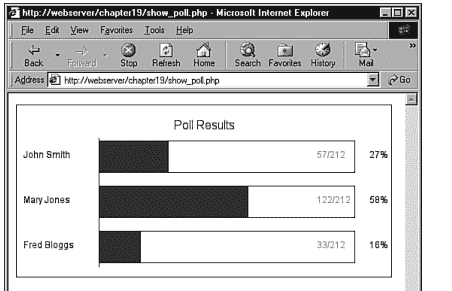 http://webserver/chapter19/show_poll.php - Microsoft Internet Explorer
File Edit View Favorites Tools Help
Back Forward Stop Refresh Home Search Favorites History Mail
Address http://webserver/chapter19/show_poll.php Go
Poll Results
John Smith 57/212 27%
Mary Jones 122/212 58%
Fred Bloggs 33/212 16%